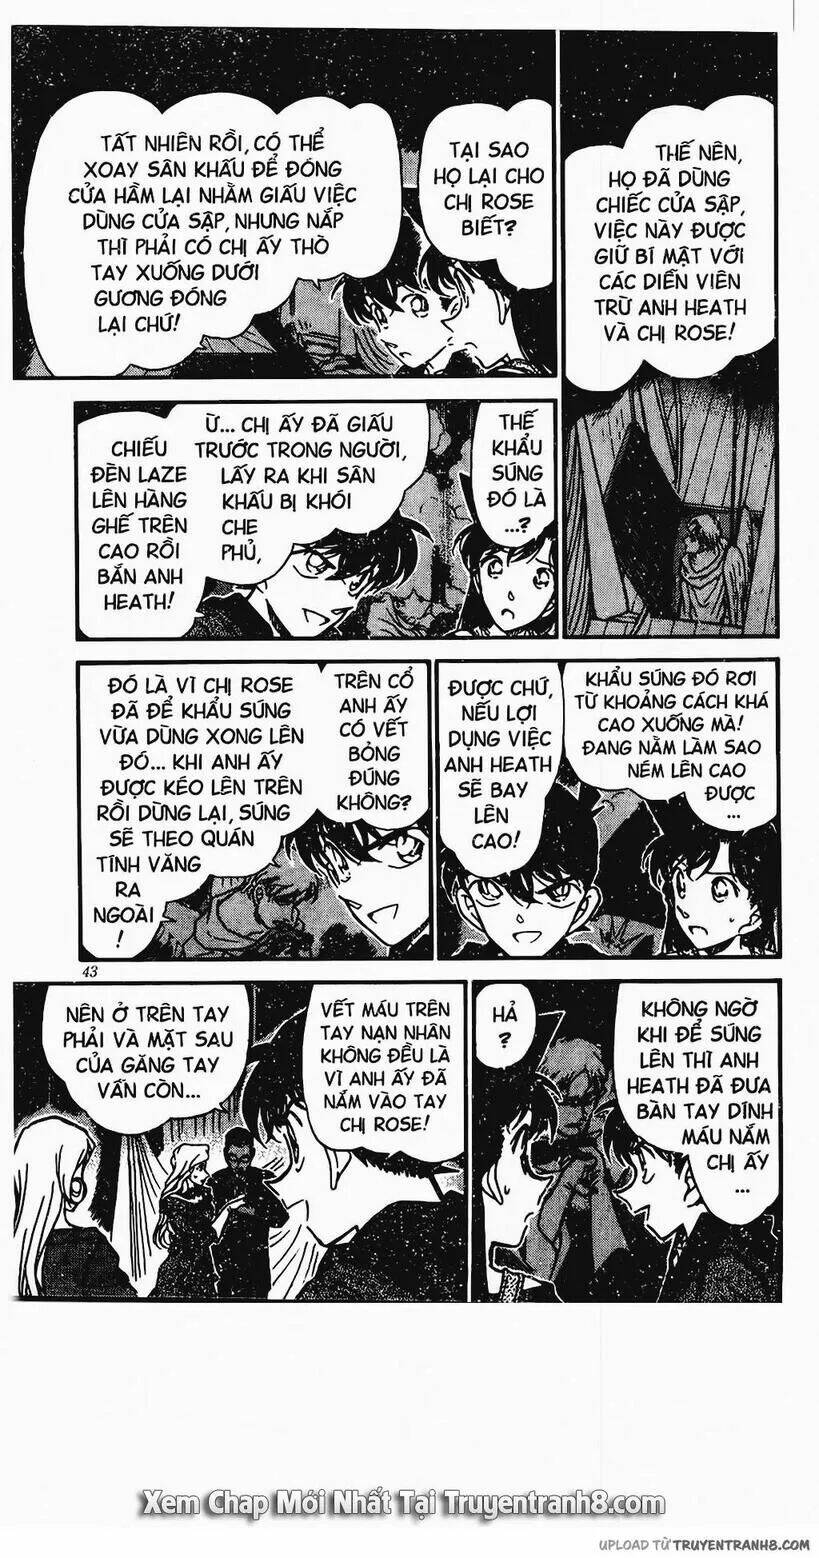 THẾ NÊN,
HỌ ĐÃ DÙNG
CHIẾC CỬA SẬP,
VIỆC NÀY ĐƯỢC
GIỮ BÍ MẬT VỚI
CÁC DIỄN VIÊN
TRỪ ANH HEATH
VÀ CHỊ ROSE!
TẠI SAO
HỌ LẠI CHO
CHỊ ROSE
BIẾT?
TẤT NHIÊN RỒI, CÓ THỂ
XOAY SÂN KHẤU ĐỂ ĐÓNG
CỬA HẦM LẠI NHẰM GIẤU VIỆC
DÙNG CỬA SẬP, NHƯNG NẮP
THÌ PHẢI CÓ CHỊ ẤY THÒ
TAY XUỐNG DƯỚI
GƯƠNG ĐÓNG
LẠI CHỨ!
THẾ
KHẨU
SÚNG
ĐÓ LÀ
...?
Ừ... CHỊ ẤY ĐÃ GIẤU
TRƯỚC TRONG NGƯỜI,
LẤY RA KHI SÂN
KHẤU BỊ KHÓI
CHE
PHỦ,
CHIẾU
ĐÈN LAZE
LÊN HÀNG
GHẾ TRÊN
CAO RỒI
BẮN ANH
HEATH!
KHẨU SÚNG ĐÓ RƠI
TỪ KHOẢNG CÁCH KHÁ
CAO XUỐNG MÀ!
ĐANG NẰM LÀM SAO
NÉM LÊN CAO
ĐƯỢC
...
ĐƯỢC CHỨ,
NẾU LỢI
DỤNG VIỆC
ANH HEATH
SẼ BAY
LÊN
CAO!
TRÊN CỔ
ANH ẤY
CÓ VẾT
BỎNG
ĐÚNG
KHÔNG?
ĐÓ LÀ VÌ CHỊ ROSE
ĐÃ ĐỂ KHẨU SÚNG
VỪA DÙNG XONG LÊN
ĐÓ... KHI ANH ẤY
ĐƯỢC KÉO LÊN TRÊN
RỒI DỪNG LẠI, SÚNG
SẼ THEO QUÁN
TÍNH VĂNG
RA
NGOÀI
!
43
KHÔNG NGỜ
KHI ĐỂ SÚNG
LÊN THÌ ANH
HEATH ĐÃ ĐƯA
BÀN TAY DÍNH
MÁU NẮM
CHỊ ẤY
...
HẢ
?
VẾT MÁU TRÊN
TAY NẠN NHÂN
KHÔNG ĐỀU LÀ
VÌ ANH ẤY ĐÃ
NẮM VÀO TAY
CHỊ ROSE!
NÊN Ở TRÊN TAY
PHẢI VÀ MẶT SAU
CỦA GĂNG TAY
VẪN CÒN...
Xem Chap Mới Nhất Tại Truyentranh8.com
UPLOAD TỪ TRUYENTRANH8.COM